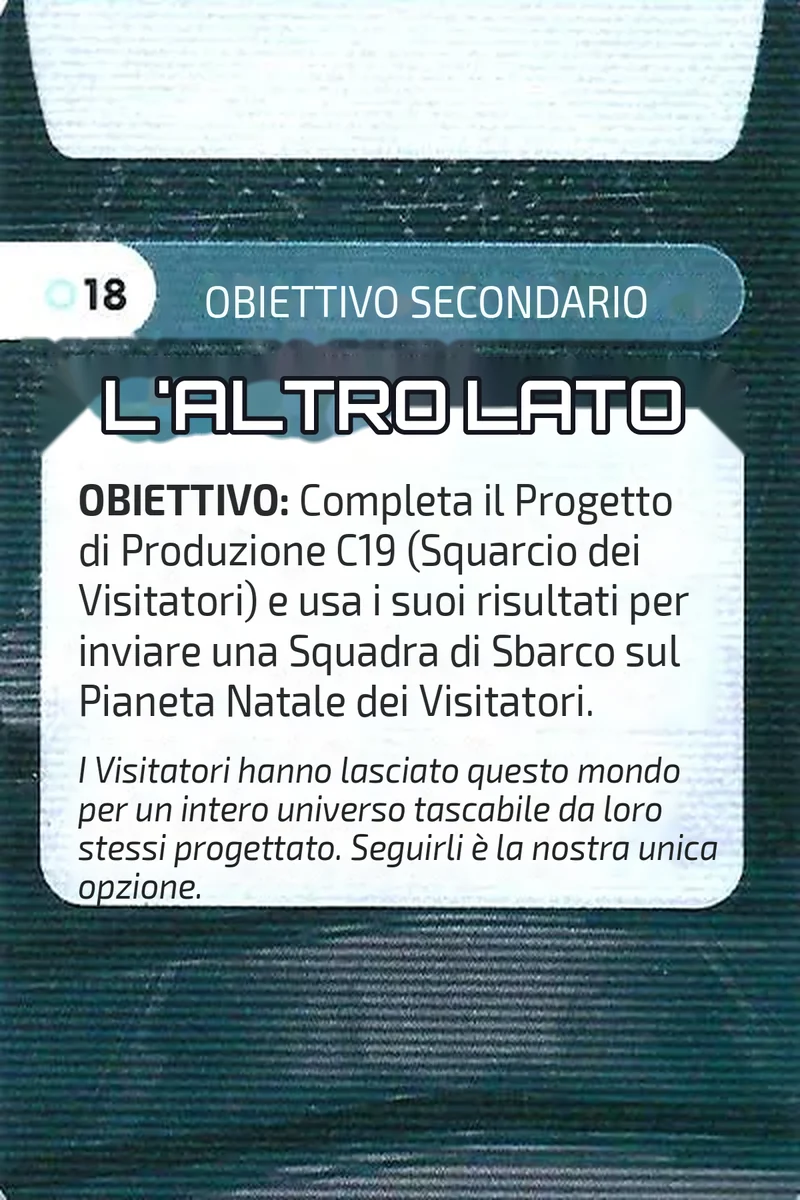 18
OBIETTIVO SECONDARIO
L'ALTRO LATO
OBIETTIVO: Completa il Progetto
di Produzione C19 (Squarcio dei
Visitatori) e usa i suoi risultati per
inviare una Squadra di Sbarco sul
Pianeta Natale dei Visitatori.
I Visitatori hanno lasciato questo mondo
per un intero universo tascabile da loro
stessi progettato. Seguirli è la nostra unica
opzione.